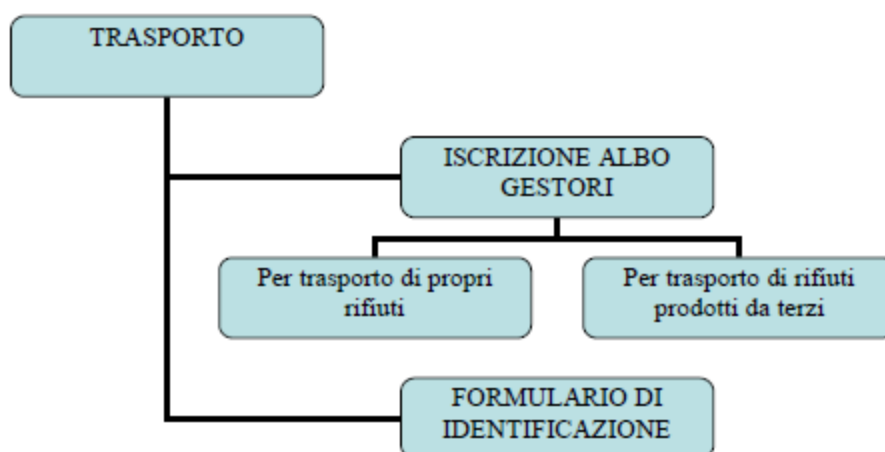 TRASPORTO
ISCRIZIONE ALBO
GESTORI
Per trasporto di propri
rifiuti
Per trasporto di rifiuti
prodotti da terzi
FORMULARIO DI
IDENTIFICAZIONE